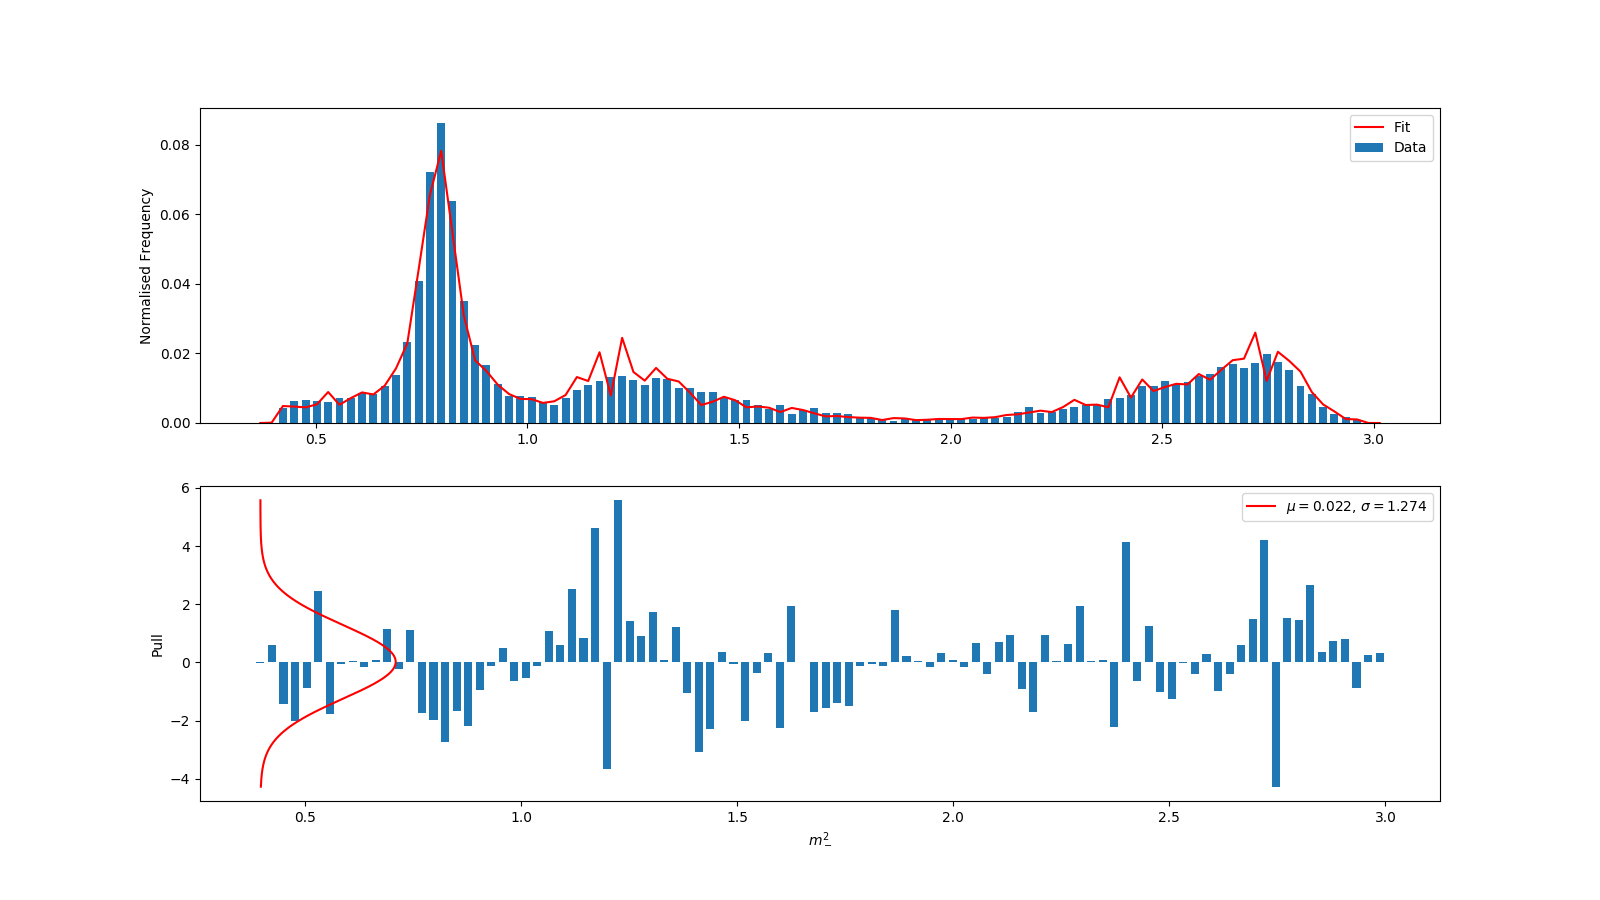 Fit
Data
Normalised Frequency
0.08
0.06
0.04
0.02
0.00
0.5 1.0 1.5 2.0 2.5 3.0
μ = 0.022, σ = 1.274
Pull
6
4
2
0
−2
−4
0.5 1.0 1.5 2.0 2.5 3.0
m²₋